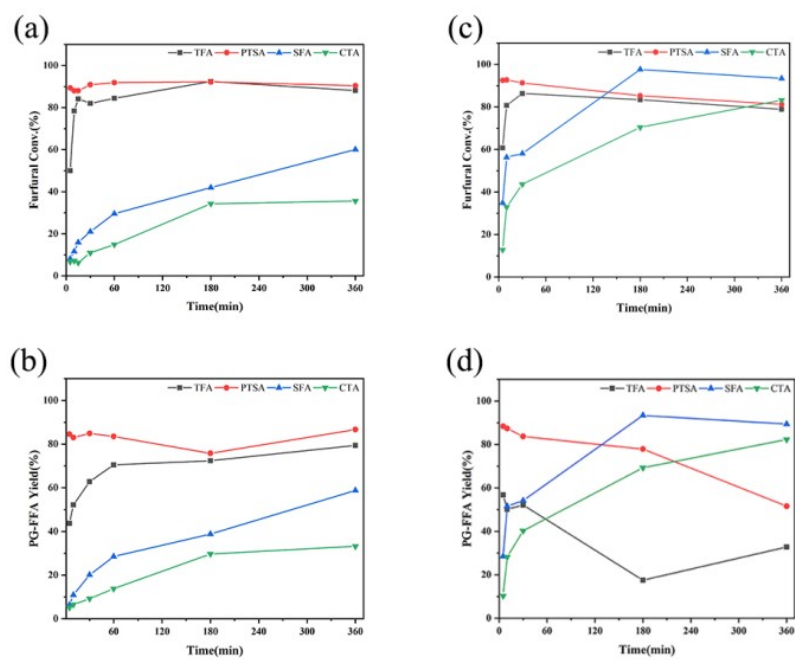 (a)
TFA PTSA SFA CTA
100
80
60
40
20
0
Furfural Conv.(%)
0 60 120 180 240 300 360
Time(min)
(c)
TFA PTSA SFA CTA
100
80
60
40
20
0
Furfural Conv.(%)
0 60 120 180 240 300 360
Time(min)
(b)
TFA PTSA SFA CTA
100
80
60
40
20
0
PG-FFA Yield(%)
0 60 120 180 240 300 360
Time(min)
(d)
TFA PTSA SFA CTA
100
80
60
40
20
0
PG-FFA Yield(%)
0 60 120 180 240 300 360
Time(min)